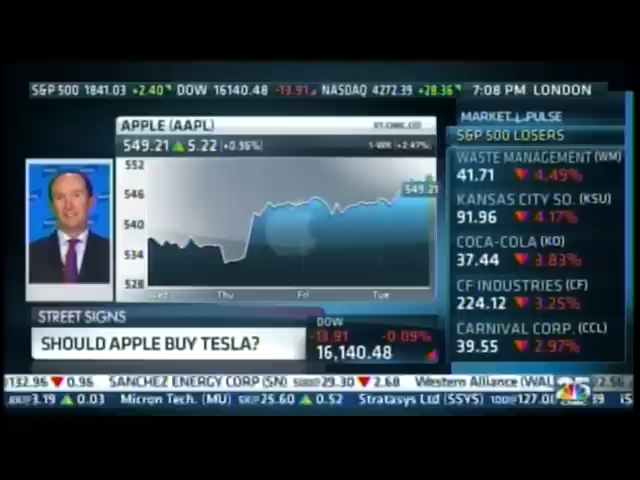 S&P 500 1841.03 +2.40 DOW 16140.48 -13.91 NASDAQ 4272.39 +28.36 7:08 PM LONDON
APPLE (AAPL)
549.21 5.22 (+0.96%)
552
546
540
534
528
549.21
Wed Thu Fri Tue
MARKET PULSE
S&P 500 LOSERS
WASTE MANAGEMENT (WM)
41.71 4.49%
KANSAS CITY SO. (KSU)
91.96 4.17%
COCA-COLA (KO)
37.44 3.83%
CF INDUSTRIES (CF)
224.12 3.25%
CARNIVAL CORP. (CCL)
39.55 2.97%
STREET SIGNS
SHOULD APPLE BUY TESLA?
DOW
-13.91 -0.09%
16,140.48
132.96 0.96 SANCHEZ ENERGY CORP (SN) 29.30 2.68 Western Alliance (WAL
3.19 0.03 Micron Tech. (MU) 25.60 0.52 Stratasys Ltd (SSYS)
25